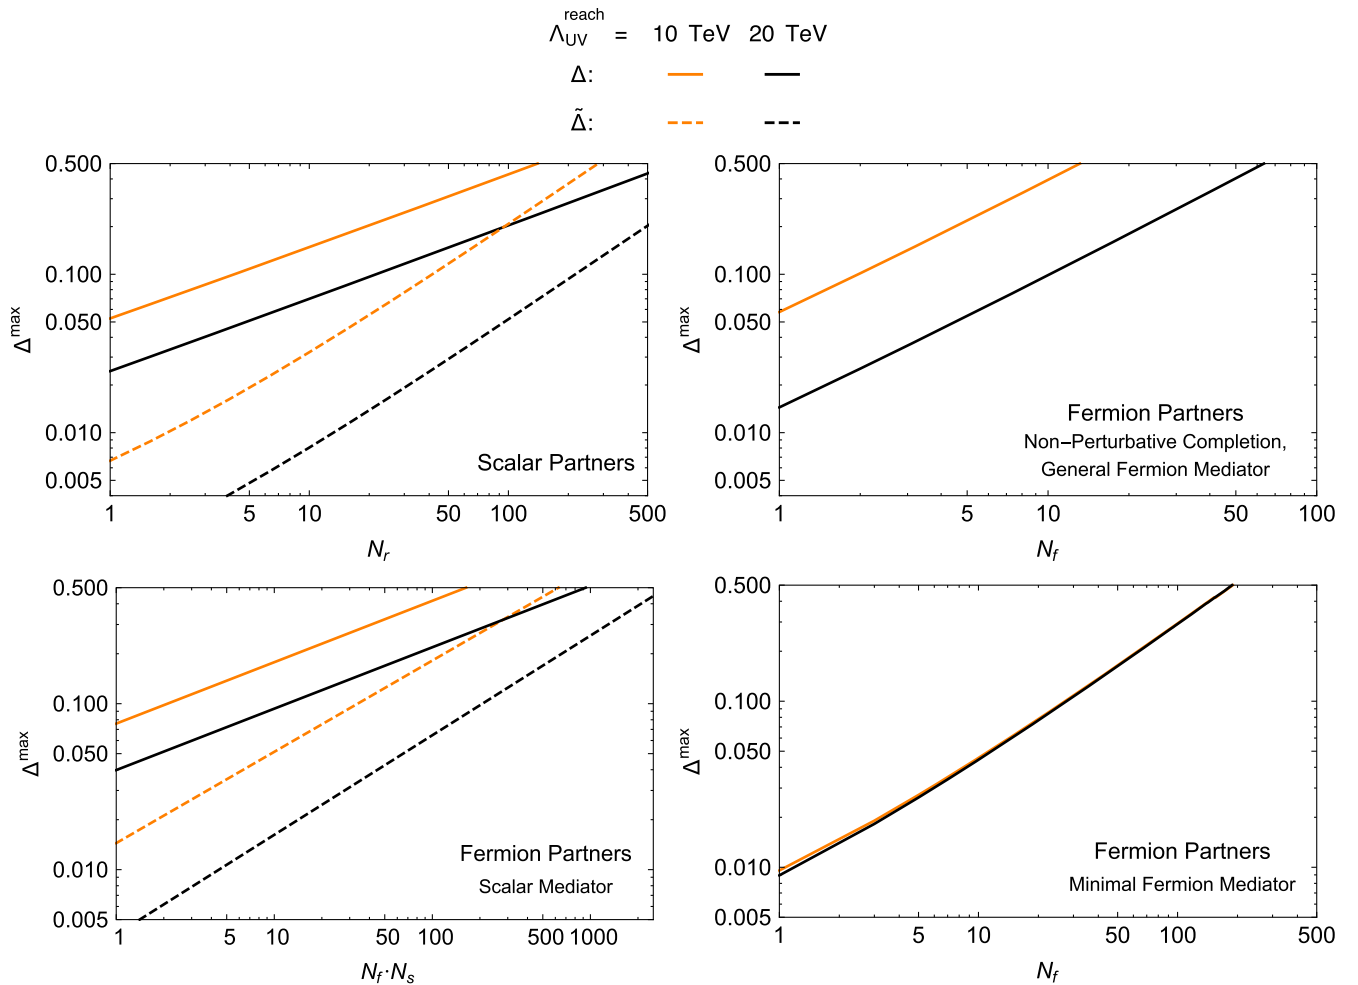 Λ_UV^reach = 10 TeV 20 TeV
Δ:
Δ̃:
0.500
0.100
0.050
0.010
0.005
Δ^max
Scalar Partners
1 5 10 50 100 500
N_r
0.500
0.100
0.050
0.010
0.005
Δ^max
Fermion Partners
Non−Perturbative Completion,
General Fermion Mediator
1 5 10 50 100
N_f
0.500
0.100
0.050
0.010
0.005
Δ^max
Fermion Partners
Scalar Mediator
1 5 10 50 100 500 1000
N_f·N_s
0.500
0.100
0.050
0.010
0.005
Δ^max
Fermion Partners
Minimal Fermion Mediator
1 5 10 50 100 500
N_f